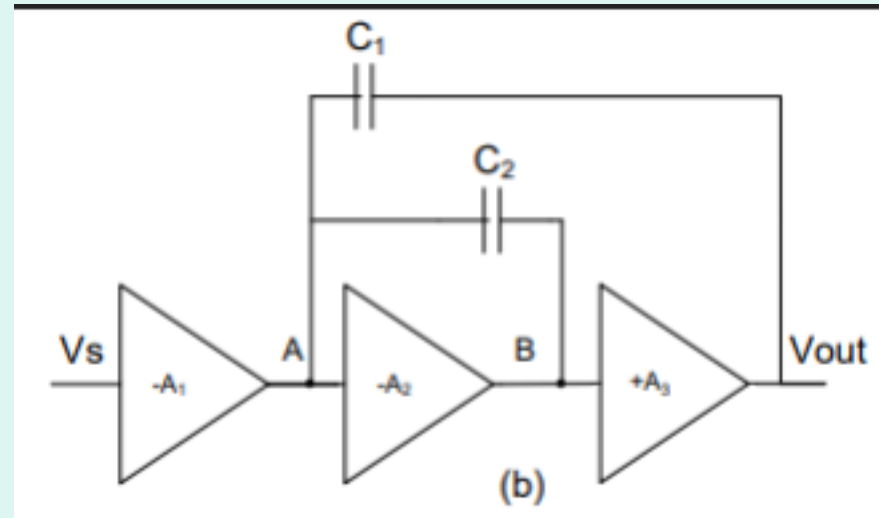 C₁
C₂
Vs
A
B
Vout
-A₁
-A₂
+A₃
(b)